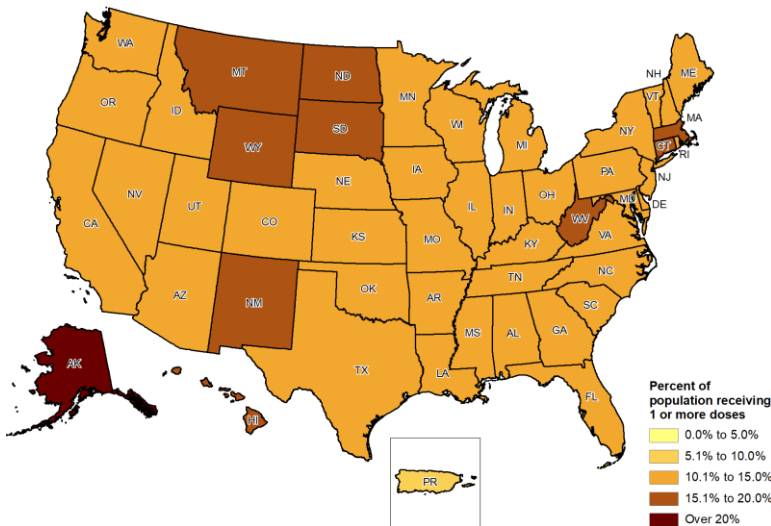 WA
MT
ND
MN
NH
ME
VT
OR
ID
SD
WI
MI
NY
MA
CT
RI
WY
IA
PA
NJ
NE
NV
UT
CO
IL
IN
OH
MD
DE
CA
KS
MO
WV
VA
KY
AZ
NM
OK
AR
TN
NC
SC
MS
AL
GA
TX
LA
FL
AK
HI
PR
Percent of
population receiving
1 or more doses
0.0% to 5.0%
5.1% to 10.0%
10.1% to 15.0%
15.1% to 20.0%
Over 20%